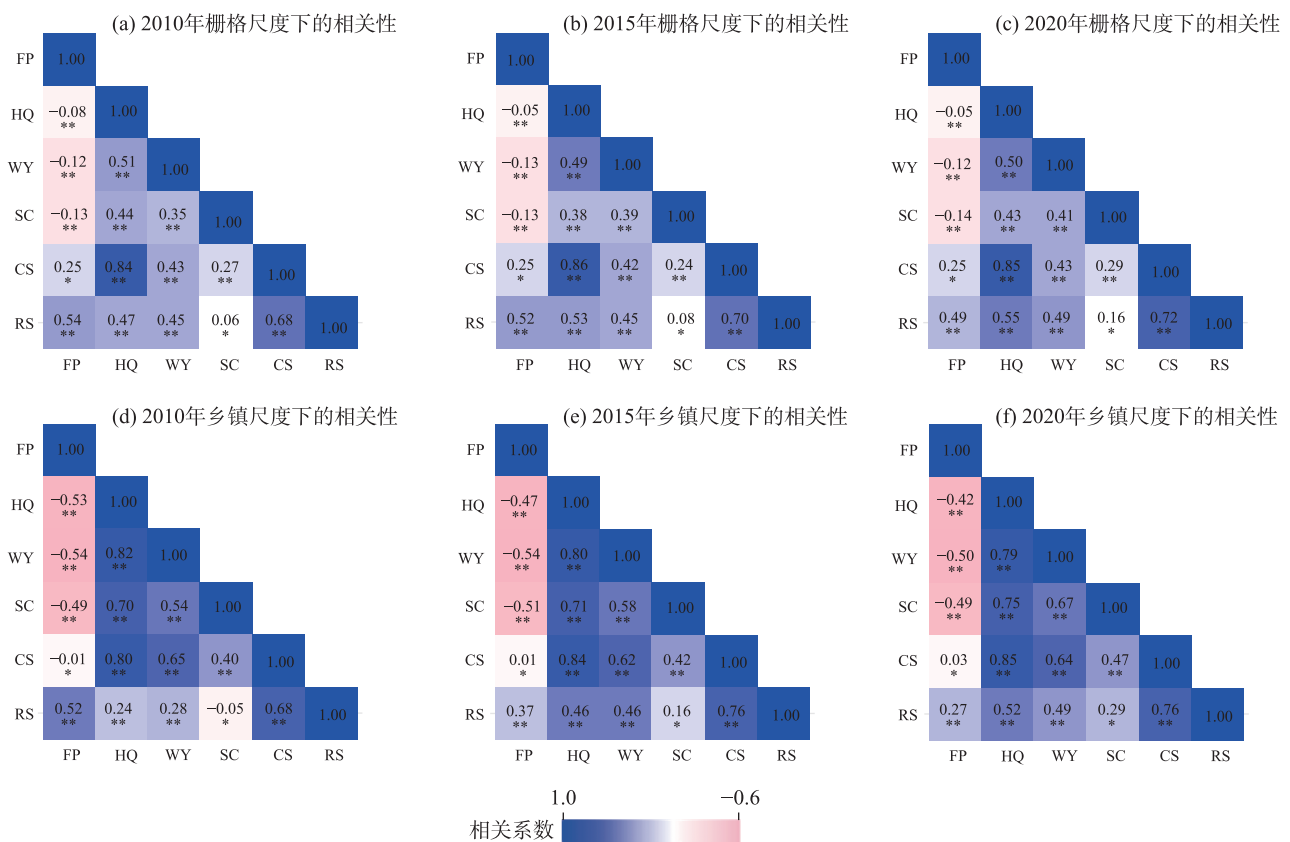 (a) 2010年栅格尺度下的相关性
FP 1.00
HQ −0.08 1.00
** 
WY −0.12 0.51 1.00
** **
SC −0.13 0.44 0.35 1.00
** ** **
CS 0.25 0.84 0.43 0.27 1.00
* ** ** **
RS 0.54 0.47 0.45 0.06 0.68 1.00
** ** ** * **
FP HQ WY SC CS RS
(b) 2015年栅格尺度下的相关性
FP 1.00
HQ −0.05 1.00
**
WY −0.13 0.49 1.00
** **
SC −0.13 0.38 0.39 1.00
** ** **
CS 0.25 0.86 0.42 0.24 1.00
* ** ** **
RS 0.52 0.53 0.45 0.08 0.70 1.00
** ** ** * **
FP HQ WY SC CS RS
(c) 2020年栅格尺度下的相关性
FP 1.00
HQ −0.05 1.00
**
WY −0.12 0.50 1.00
** **
SC −0.14 0.43 0.41 1.00
** ** **
CS 0.25 0.85 0.43 0.29 1.00
* ** ** **
RS 0.49 0.55 0.49 0.16 0.72 1.00
** ** ** * **
FP HQ WY SC CS RS
(d) 2010年乡镇尺度下的相关性
FP 1.00
HQ −0.53 1.00
**
WY −0.54 0.82 1.00
** **
SC −0.49 0.70 0.54 1.00
** ** **
CS −0.01 0.80 0.65 0.40 1.00
* ** ** **
RS 0.52 0.24 0.28 −0.05 0.68 1.00
** ** ** * **
FP HQ WY SC CS RS
(e) 2015年乡镇尺度下的相关性
FP 1.00
HQ −0.47 1.00
**
WY −0.54 0.80 1.00
** **
SC −0.51 0.71 0.58 1.00
** ** **
CS 0.01 0.84 0.62 0.42 1.00
* ** ** **
RS 0.37 0.46 0.46 0.16 0.76 1.00
** ** ** * **
FP HQ WY SC CS RS
(f) 2020年乡镇尺度下的相关性
FP 1.00
HQ −0.42 1.00
**
WY −0.50 0.79 1.00
** **
SC −0.49 0.75 0.67 1.00
** ** **
CS 0.03 0.85 0.64 0.47 1.00
* ** ** **
RS 0.27 0.52 0.49 0.29 0.76 1.00
** ** ** * **
FP HQ WY SC CS RS
1.0 −0.6
相关系数